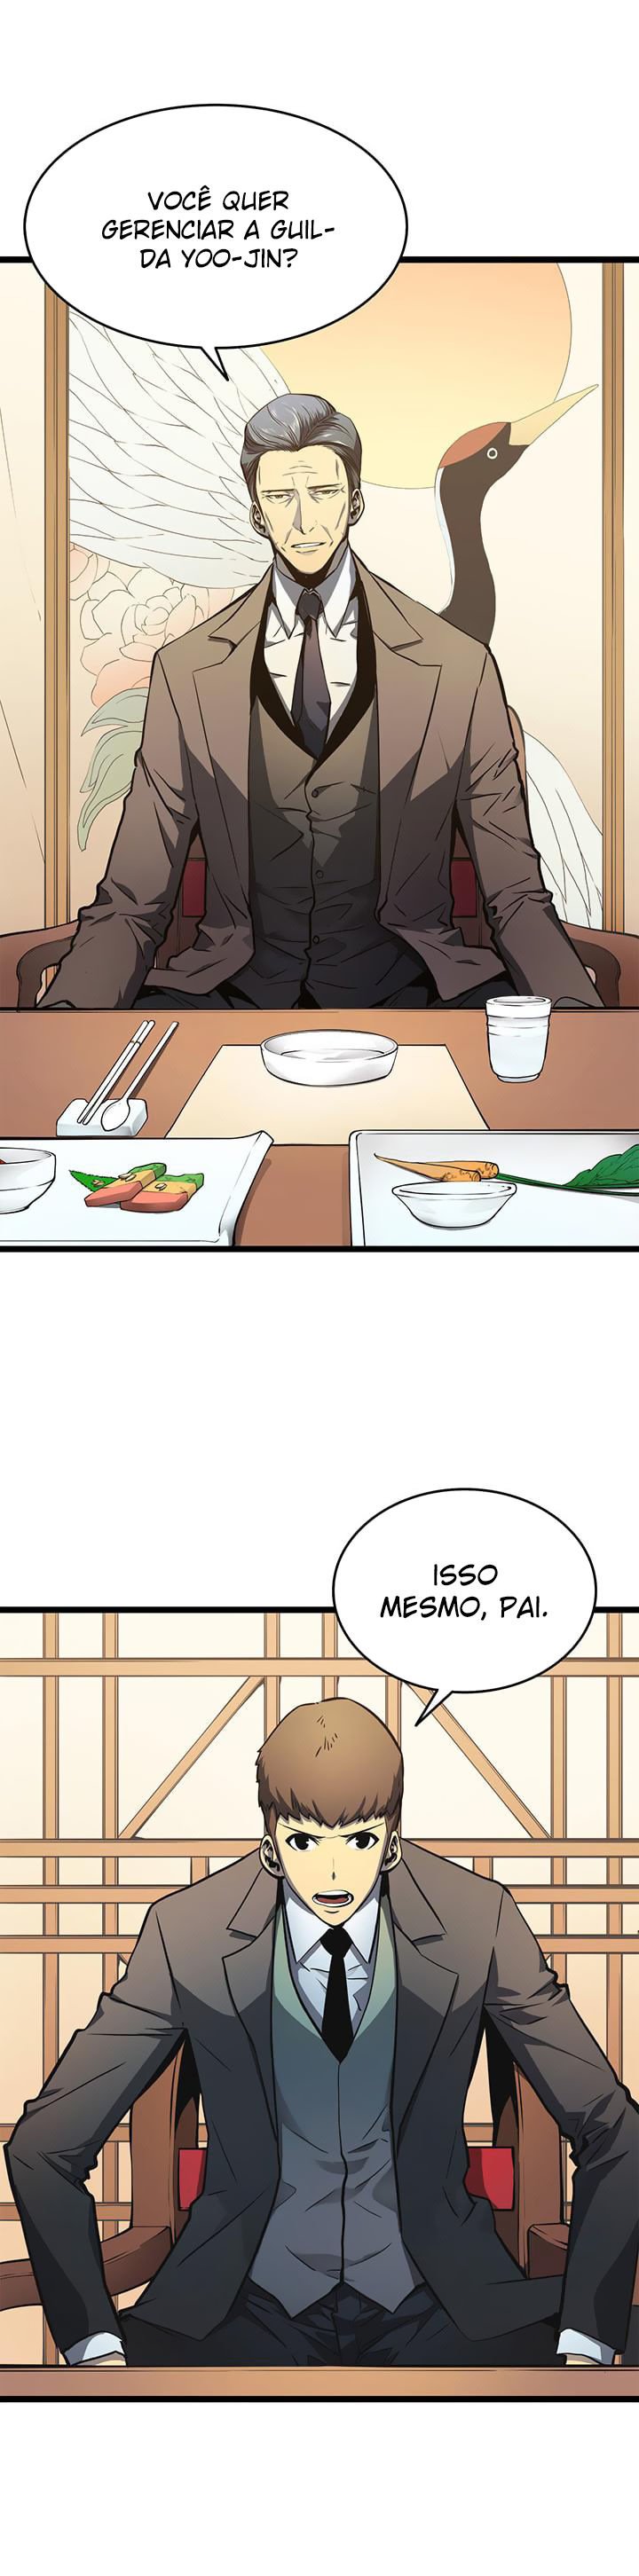 VOCÊ QUER
GERENCIAR A GUIL-
DA YOO-JIN?
ISSO
MESMO, PAI.